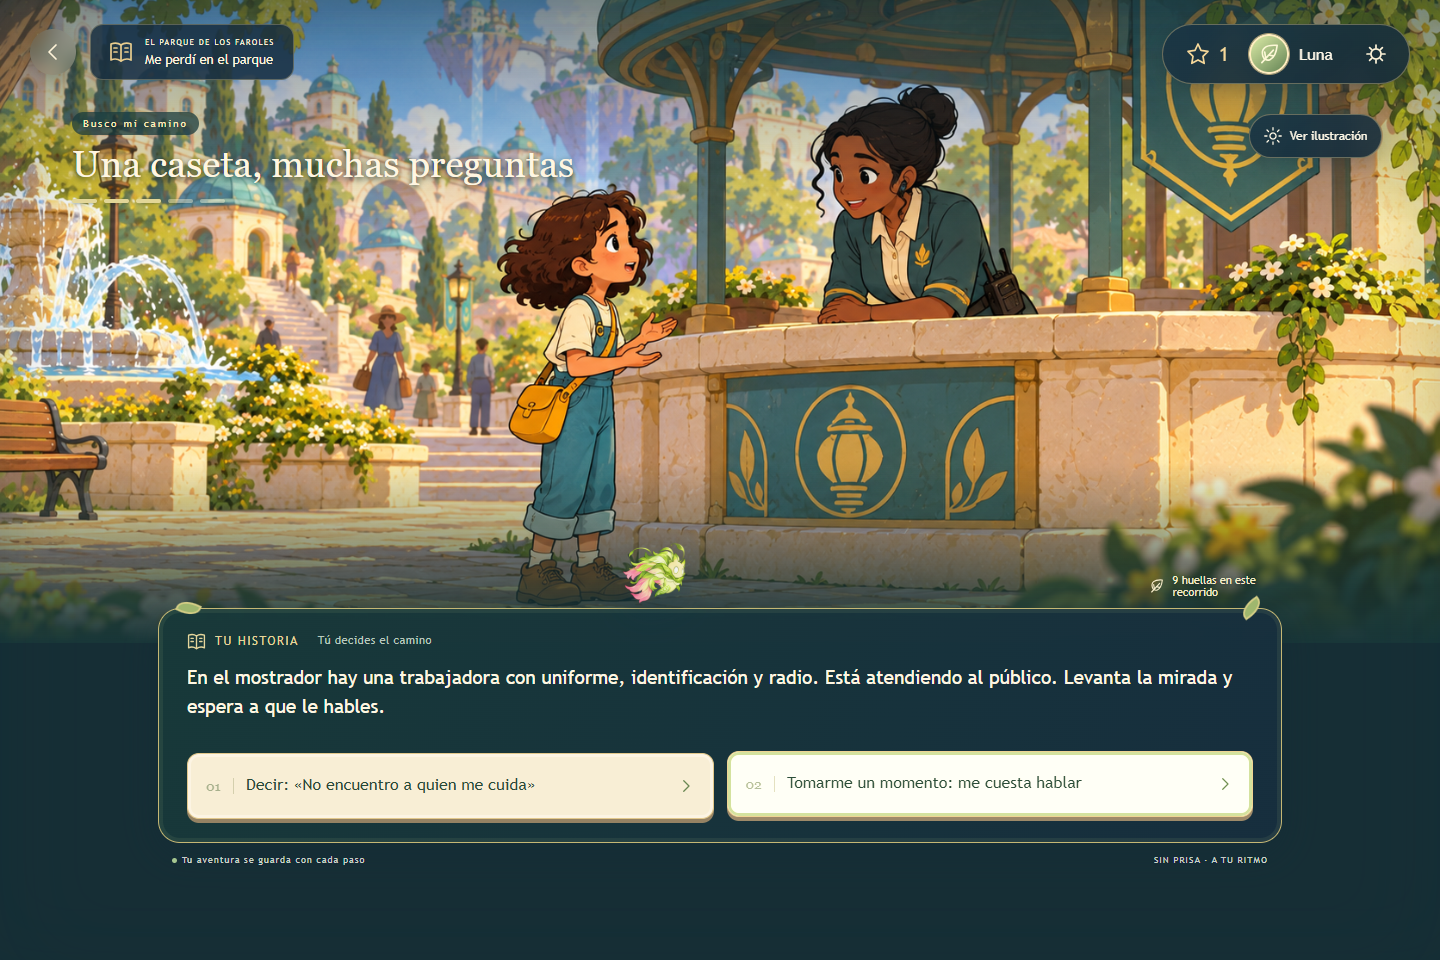 EL PARQUE DE LOS FAROLES
Me perdí en el parque
1
Luna
Busco mi camino
Ver ilustración
Una caseta, muchas preguntas
9 huellas en este
recorrido
TU HISTORIA
Tú decides el camino
En el mostrador hay una trabajadora con uniforme, identificación y radio. Está atendiendo al público. Levanta la mirada y
espera a que le hables.
01 Decir: «No encuentro a quien me cuida»
02 Tomarme un momento: me cuesta hablar
Tu aventura se guarda con cada paso
SIN PRISA - A TU RITMO